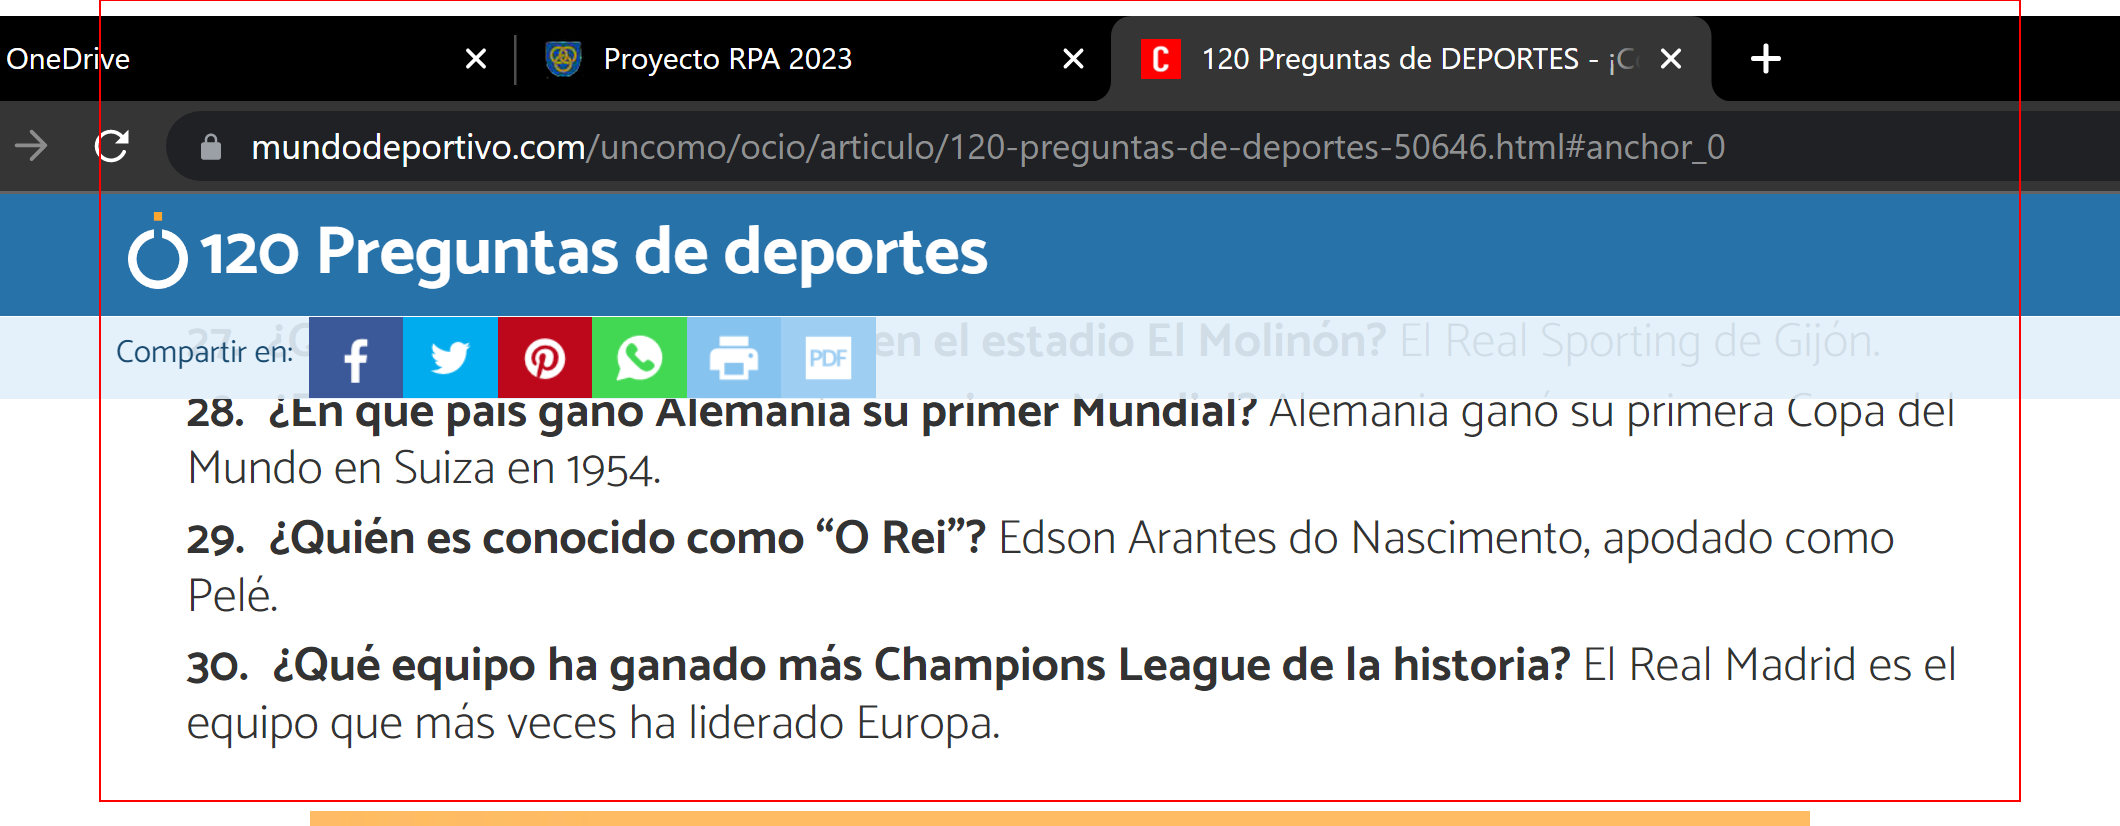 OneDrive
Proyecto RPA 2023
120 Preguntas de DEPORTES - ¡C
mundodeportivo.com/uncomo/ocio/articulo/120-preguntas-de-deportes-50646.html#anchor_0
120 Preguntas de deportes
Compartir en:
PDF
27. ¿Q en el estadio El Molinón? El Real Sporting de Gijón.
28. ¿En qué país ganó Alemania su primer Mundial? Alemania ganó su primera Copa del
Mundo en Suiza en 1954.
29. ¿Quién es conocido como “O Rei”? Edson Arantes do Nascimento, apodado como
Pelé.
30. ¿Qué equipo ha ganado más Champions League de la historia? El Real Madrid es el
equipo que más veces ha liderado Europa.